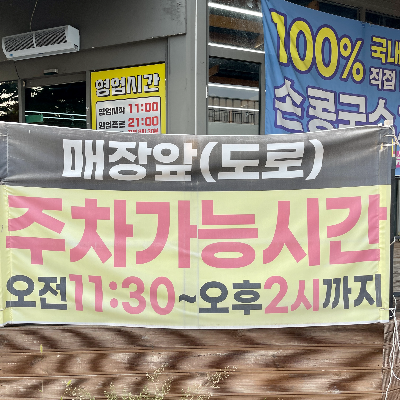 영업시간
영업시작 11:00
영업종료 21:00
100% 국내
직접
손콩국수
매장앞(도로)
주차가능시간
오전11:30~오후2시까지